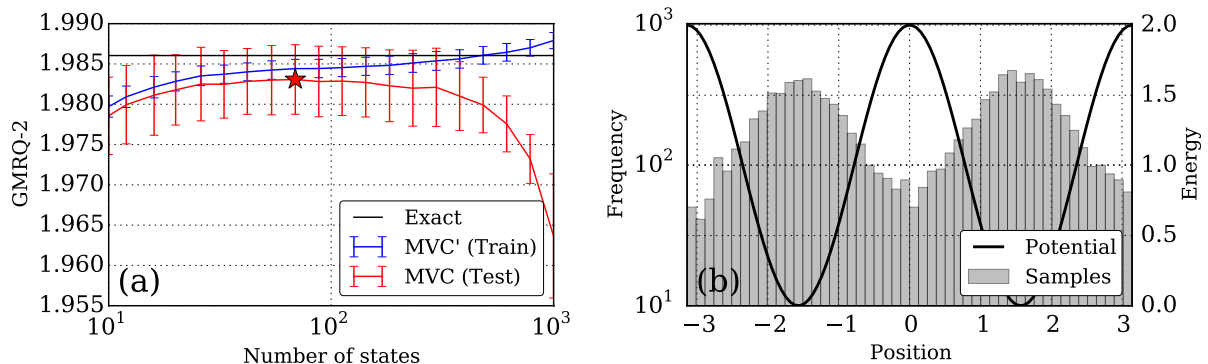 1.990
1.985
1.980
1.975
1.970
1.965
1.960
1.955
GMRQ-2
10^1
10^2
10^3
Number of states
Exact
MVC' (Train)
MVC (Test)
(a)
10^3
10^2
10^1
Frequency
−3
−2
−1
0
1
2
3
Position
2.0
1.5
1.0
0.5
0.0
Energy
Potential
Samples
(b)